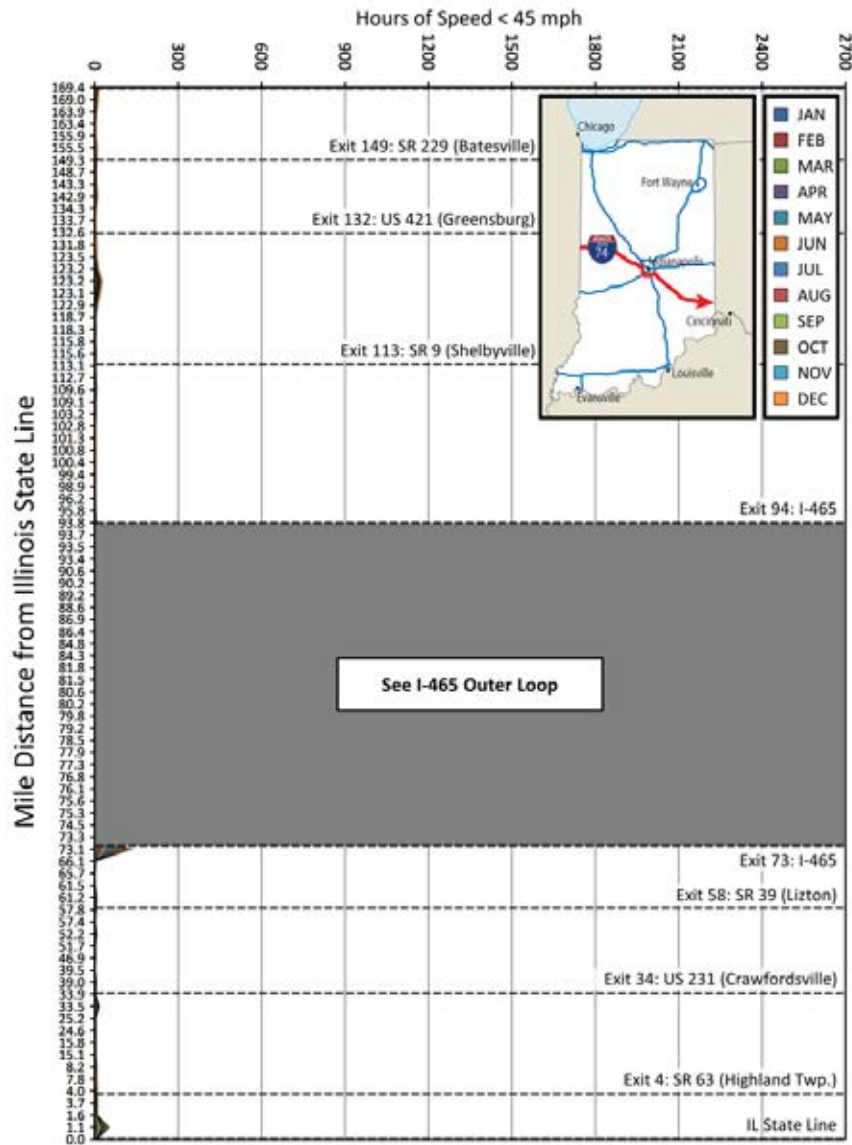 Hours of Speed < 45 mph
0 300 600 900 1200 1500 1800 2100 2400 2700
Mile Distance from Illinois State Line
169.4
169.0
163.9
163.4
155.9
155.5
149.3
148.7
143.3
142.9
134.3
133.7
132.6
131.8
123.5
123.2
125.2
123.1
122.9
118.7
118.3
115.8
115.6
113.1
112.7
109.6
109.1
103.2
102.8
101.3
100.8
100.4
99.4
98.9
96.2
95.8
93.8
93.7
93.5
93.4
90.6
90.2
89.2
88.6
86.9
86.4
84.8
84.3
81.8
81.5
80.6
80.2
79.8
79.2
78.5
77.9
77.3
76.8
76.1
75.6
75.3
74.5
73.3
73.1
66.1
65.7
61.5
61.2
57.8
57.4
52.2
51.7
46.9
39.5
39.0
33.9
33.5
25.2
24.6
15.8
15.1
8.2
7.8
4.0
3.7
1.6
1.1
0.0
Exit 149: SR 229 (Batesville)
Exit 132: US 421 (Greensburg)
Exit 113: SR 9 (Shelbyville)
Exit 94: I-465
See I-465 Outer Loop
Exit 73: I-465
Exit 58: SR 39 (Lizton)
Exit 34: US 231 (Crawfordsville)
Exit 4: SR 63 (Highland Twp.)
IL State Line
Chicago
Fort Wayne
74
Indianapolis
Cincinnati
Louisville
Evansville
JAN
FEB
MAR
APR
MAY
JUN
JUL
AUG
SEP
OCT
NOV
DEC